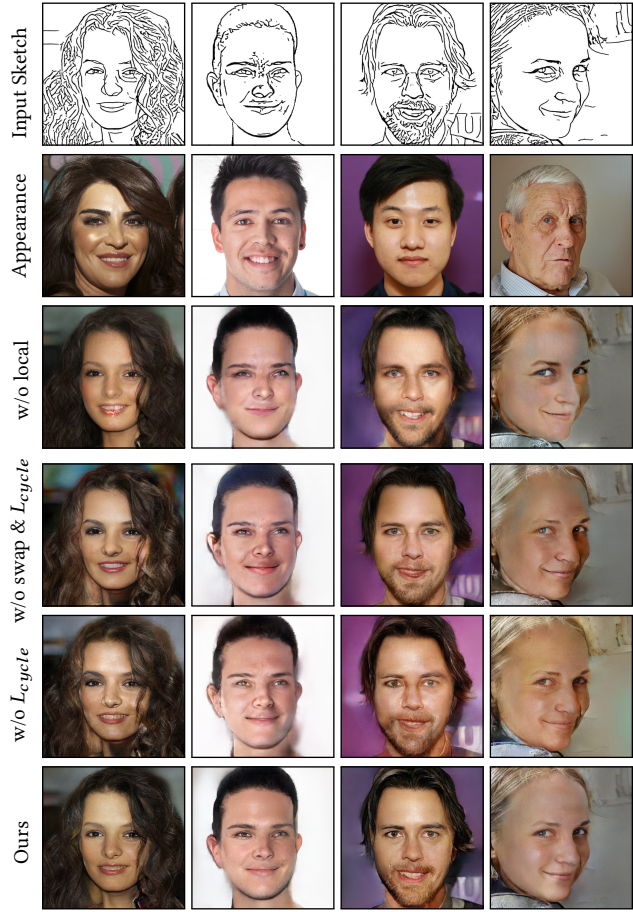 Input Sketch
Appearance
w/o local
w/o swap & L_cycle
w/o L_cycle
Ours